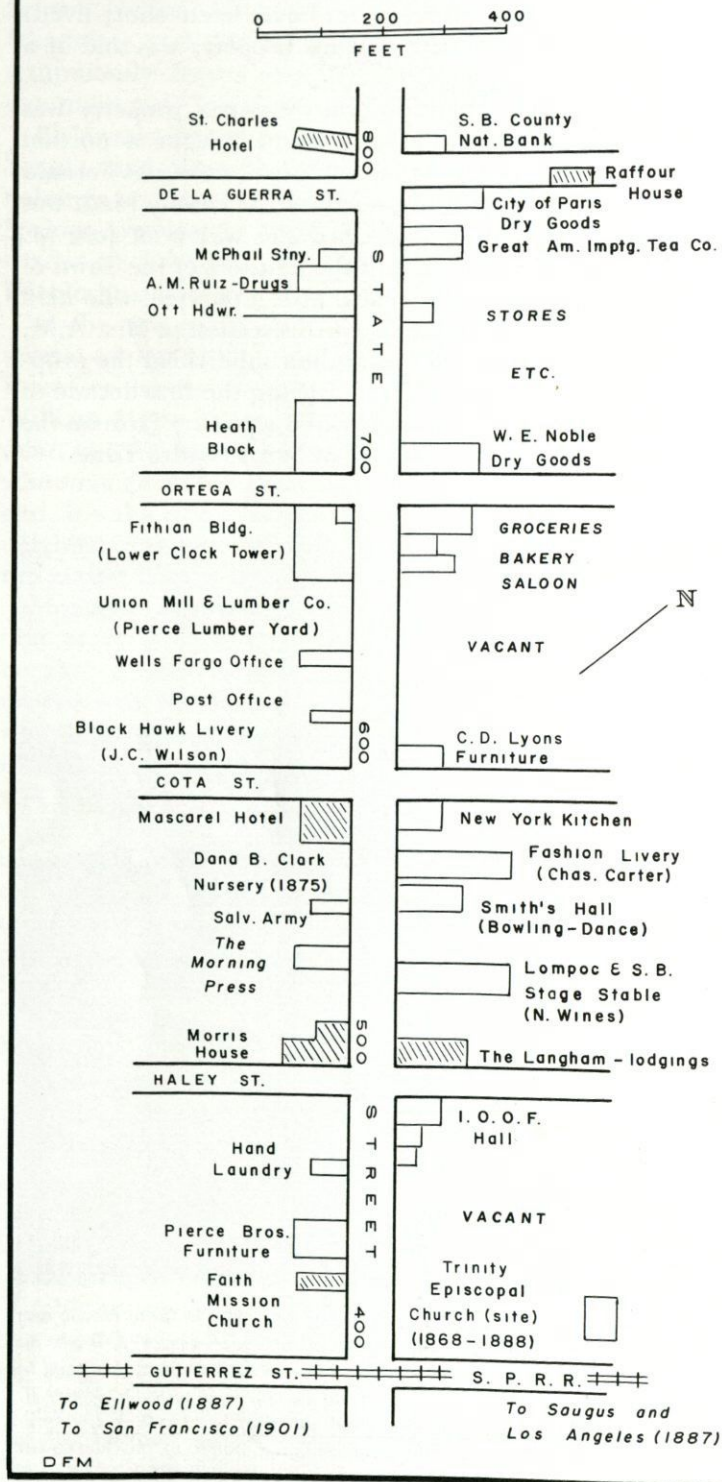 0 200 400
FEET
St. Charles
Hotel
800
S. B. County
Nat. Bank
Raffour
House
DE LA GUERRA ST.
City of Paris
Dry Goods
Great Am. Imptg. Tea Co.
McPhail Stny.
A. M. Ruiz - Drugs
Ott Hdwr.
STATE
STORES
ETC.
Heath
Block
700
W. E. Noble
Dry Goods
ORTEGA ST.
Fithian Bldg.
(Lower Clock Tower)
GROCERIES
BAKERY
SALOON
Union Mill & Lumber Co.
(Pierce Lumber Yard)
N
VACANT
Wells Fargo Office
Post Office
Black Hawk Livery
(J.C. Wilson)
600
C. D. Lyons
Furniture
COTA ST.
Mascarel Hotel
New York Kitchen
Dana B. Clark
Nursery (1875)
Fashion Livery
(Chas. Carter)
Salv. Army
Smith's Hall
(Bowling-Dance)
The
Morning
Press
Lompoc & S. B.
Stage Stable
(N. Wines)
Morris
House
500
The Langham - lodgings
HALEY ST.
STREET
I. O. O. F.
Hall
Hand
Laundry
VACANT
Pierce Bros.
Furniture
Faith
Mission
Church
400
Trinity
Episcopal
Church (site)
(1868-1888)
GUTIERREZ ST.
S. P. R. R.
To Ellwood (1887)
To San Francisco (1901)
To Saugus and
Los Angeles (1887)
DFM